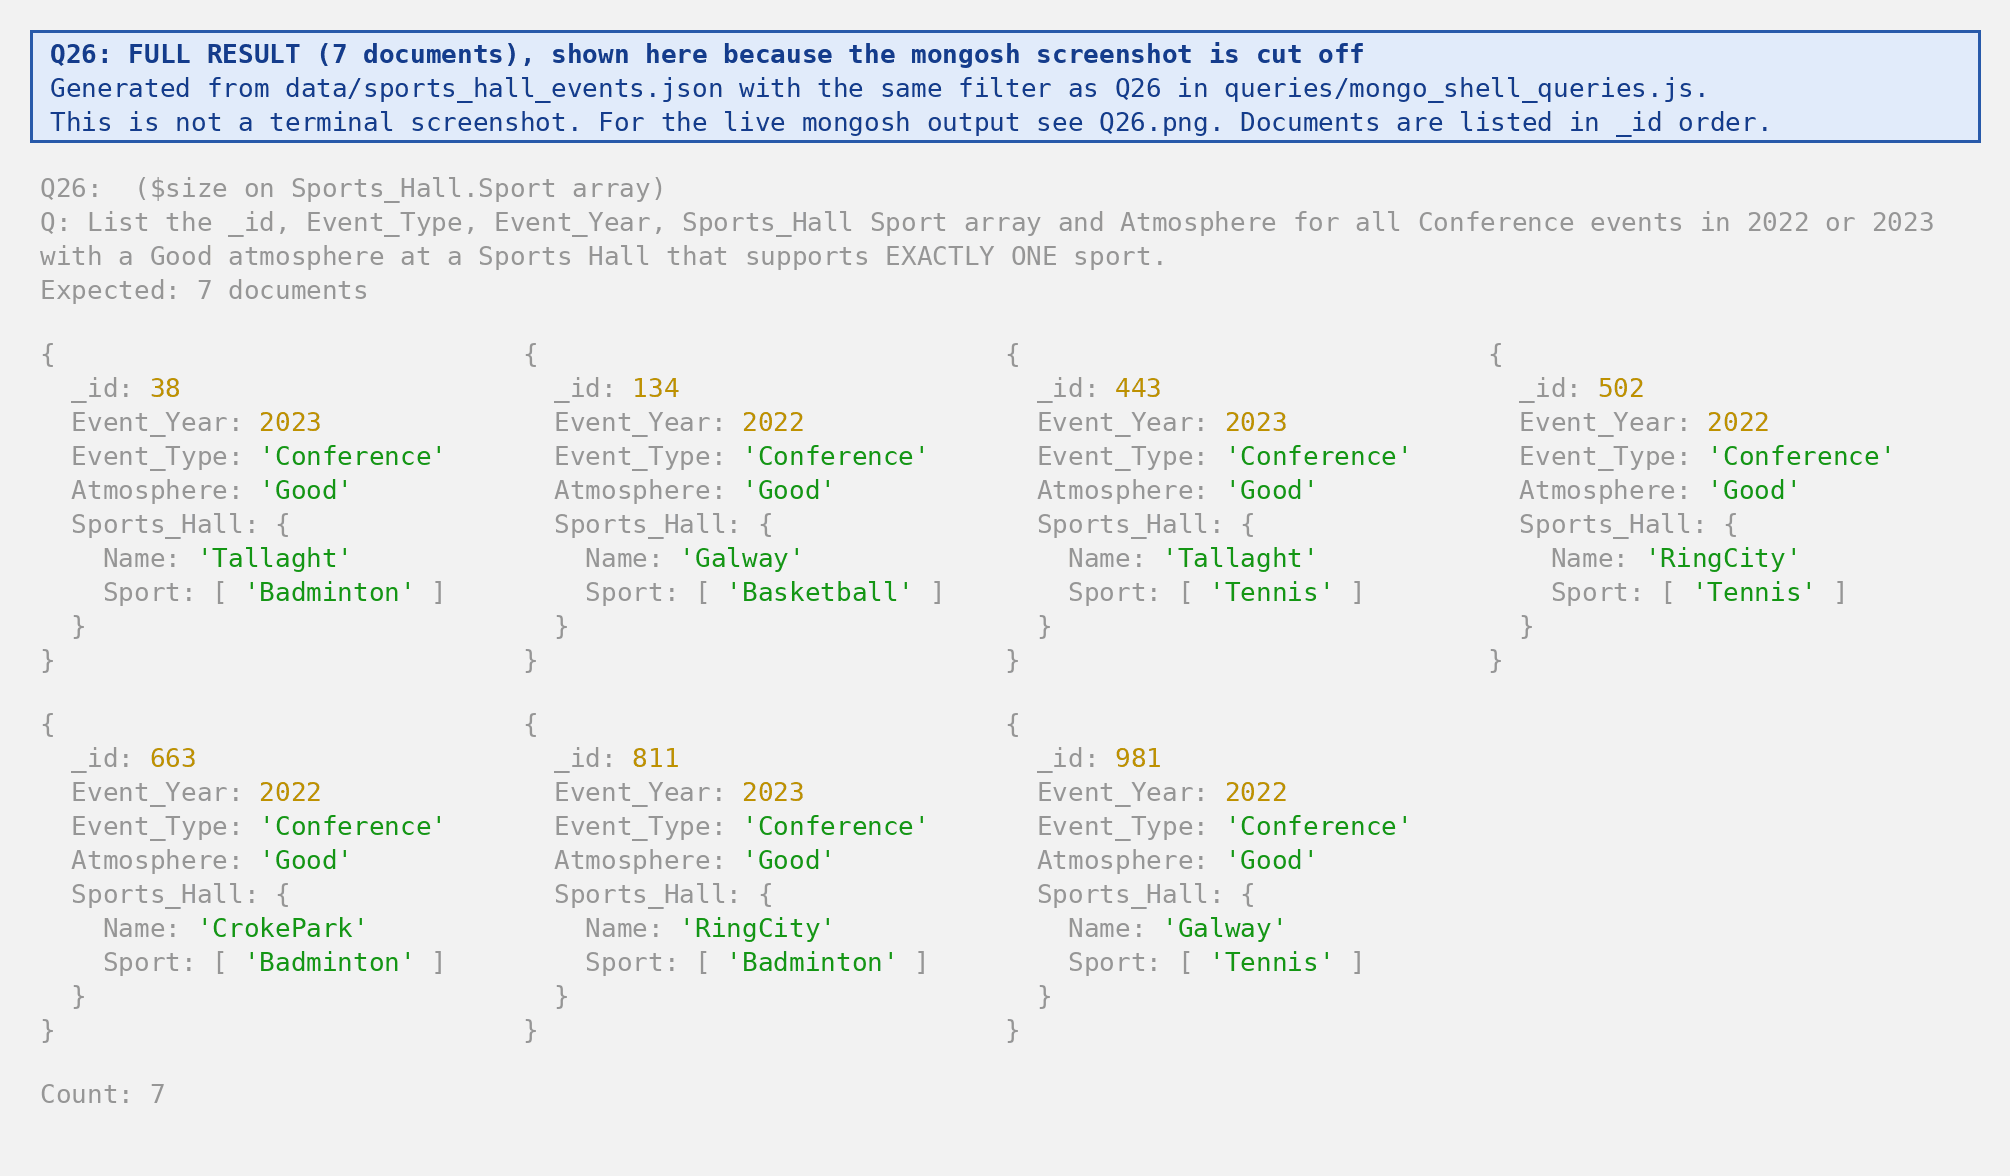 Q26: FULL RESULT (7 documents), shown here because the mongosh screenshot is cut off
Generated from data/sports_hall_events.json with the same filter as Q26 in queries/mongo_shell_queries.js.
This is not a terminal screenshot. For the live mongosh output see Q26.png. Documents are listed in _id order.
Q26:  ($size on Sports_Hall.Sport array)
Q: List the _id, Event_Type, Event_Year, Sports_Hall Sport array and Atmosphere for all Conference events in 2022 or 2023
with a Good atmosphere at a Sports Hall that supports EXACTLY ONE sport.
Expected: 7 documents
{
  _id: 38
  Event_Year: 2023
  Event_Type: 'Conference'
  Atmosphere: 'Good'
  Sports_Hall: {
    Name: 'Tallaght'
    Sport: [ 'Badminton' ]
  }
}
{
  _id: 134
  Event_Year: 2022
  Event_Type: 'Conference'
  Atmosphere: 'Good'
  Sports_Hall: {
    Name: 'Galway'
    Sport: [ 'Basketball' ]
  }
}
{
  _id: 443
  Event_Year: 2023
  Event_Type: 'Conference'
  Atmosphere: 'Good'
  Sports_Hall: {
    Name: 'Tallaght'
    Sport: [ 'Tennis' ]
  }
}
{
  _id: 502
  Event_Year: 2022
  Event_Type: 'Conference'
  Atmosphere: 'Good'
  Sports_Hall: {
    Name: 'RingCity'
    Sport: [ 'Tennis' ]
  }
}
{
  _id: 663
  Event_Year: 2022
  Event_Type: 'Conference'
  Atmosphere: 'Good'
  Sports_Hall: {
    Name: 'CrokePark'
    Sport: [ 'Badminton' ]
  }
}
{
  _id: 811
  Event_Year: 2023
  Event_Type: 'Conference'
  Atmosphere: 'Good'
  Sports_Hall: {
    Name: 'RingCity'
    Sport: [ 'Badminton' ]
  }
}
{
  _id: 981
  Event_Year: 2022
  Event_Type: 'Conference'
  Atmosphere: 'Good'
  Sports_Hall: {
    Name: 'Galway'
    Sport: [ 'Tennis' ]
  }
}
Count: 7